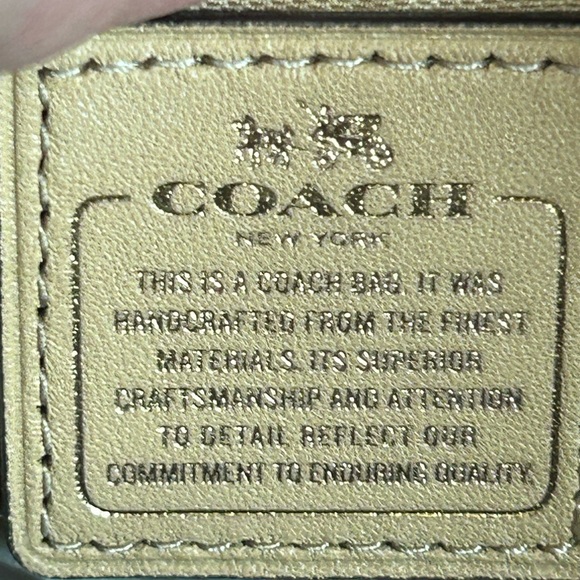 COACH
NEW YORK
THIS IS A COACH BAG. IT WAS
HANDCRAFTED FROM THE FINEST
MATERIALS. ITS SUPERIOR
CRAFTSMANSHIP AND ATTENTION
TO DETAIL REFLECT OUR
COMMITMENT TO ENDURING QUALITY.